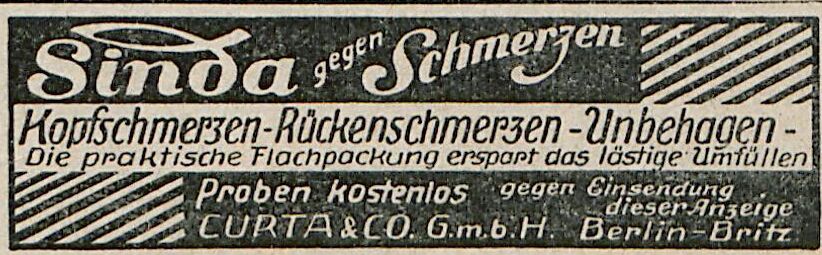 Sinda gegen Schmerzen
Kopfschmerzen-Rückenschmerzen-Unbehagen-
Die praktische Flachpackung erspart das lästige Umfüllen
Proben kostenlos gegen Einsendung
dieser Anzeige
CURTA & CO. G.m.b.H. Berlin-Britz